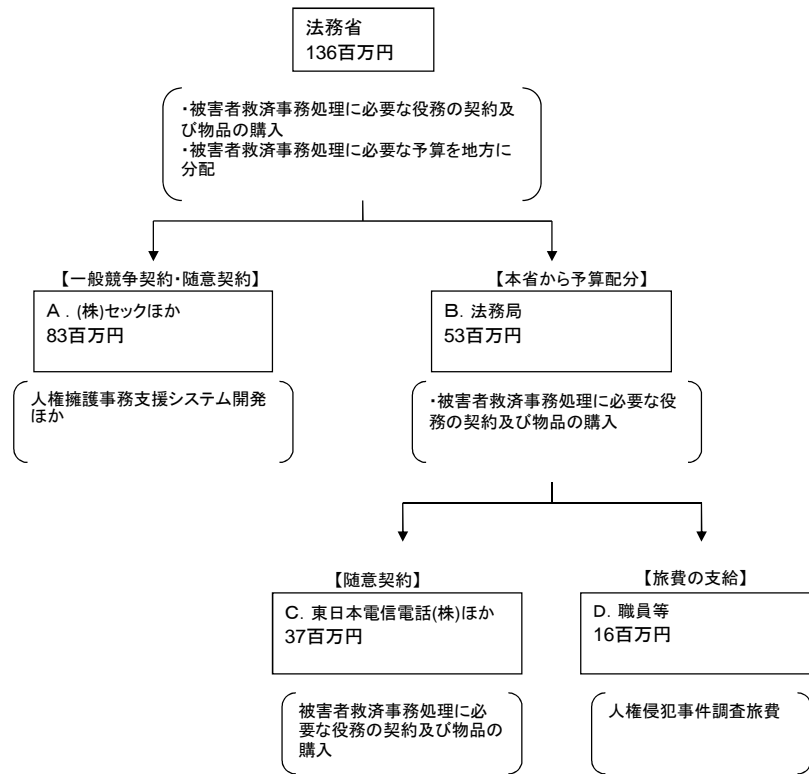 法務省
136百万円
・被害者救済事務処理に必要な役務の契約及
び物品の購入
・被害者救済事務処理に必要な予算を地方に
分配
【一般競争契約・随意契約】
A．(株)セックほか
83百万円
人権擁護事務支援システム開発
ほか
【本省から予算配分】
B．法務局
53百万円
・被害者救済事務処理に必要な役
務の契約及び物品の購入
【随意契約】
C．東日本電信電話(株)ほか
37百万円
被害者救済事務処理に必
要な役務の契約及び物品の
購入
【旅費の支給】
D．職員等
16百万円
人権侵犯事件調査旅費